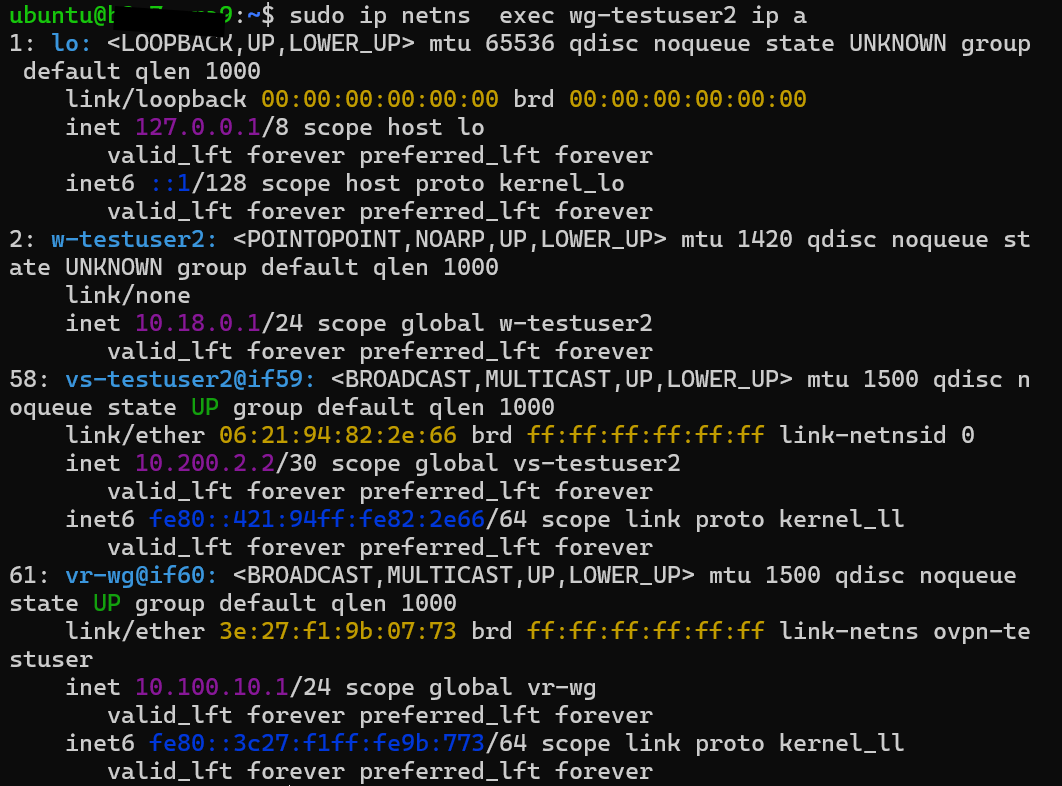 ubuntu@ :~$ sudo ip netns  exec wg-testuser2 ip a
1: lo: <LOOPBACK,UP,LOWER_UP> mtu 65536 qdisc noqueue state UNKNOWN group
 default qlen 1000
    link/loopback 00:00:00:00:00:00 brd 00:00:00:00:00:00
    inet 127.0.0.1/8 scope host lo
       valid_lft forever preferred_lft forever
    inet6 ::1/128 scope host proto kernel_lo
       valid_lft forever preferred_lft forever
2: w-testuser2: <POINTOPOINT,NOARP,UP,LOWER_UP> mtu 1420 qdisc noqueue st
ate UNKNOWN group default qlen 1000
    link/none
    inet 10.18.0.1/24 scope global w-testuser2
       valid_lft forever preferred_lft forever
58: vs-testuser2@if59: <BROADCAST,MULTICAST,UP,LOWER_UP> mtu 1500 qdisc n
oqueue state UP group default qlen 1000
    link/ether 06:21:94:82:2e:66 brd ff:ff:ff:ff:ff:ff link-netnsid 0
    inet 10.200.2.2/30 scope global vs-testuser2
       valid_lft forever preferred_lft forever
    inet6 fe80::421:94ff:fe82:2e66/64 scope link proto kernel_ll
       valid_lft forever preferred_lft forever
61: vr-wg@if60: <BROADCAST,MULTICAST,UP,LOWER_UP> mtu 1500 qdisc noqueue
state UP group default qlen 1000
    link/ether 3e:27:f1:9b:07:73 brd ff:ff:ff:ff:ff:ff link-netns ovpn-te
stuser
    inet 10.100.10.1/24 scope global vr-wg
       valid_lft forever preferred_lft forever
    inet6 fe80::3c27:f1ff:fe9b:773/64 scope link proto kernel_ll
       valid_lft forever preferred_lft forever